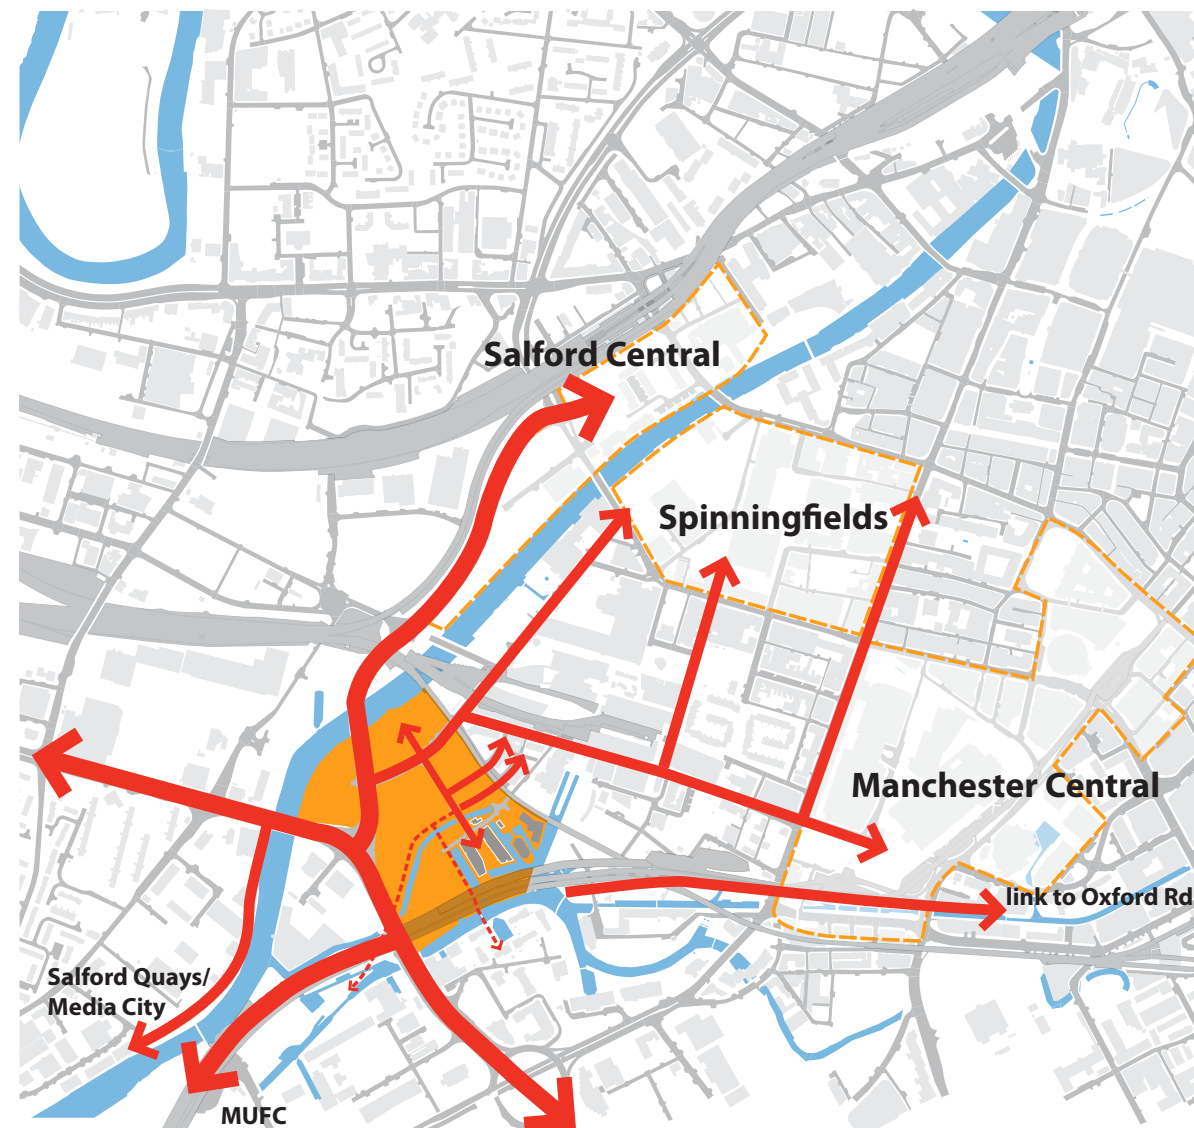 Salford Central
Spinningfields
Manchester Central
link to Oxford Rd
Salford Quays/
Media City
MUFC